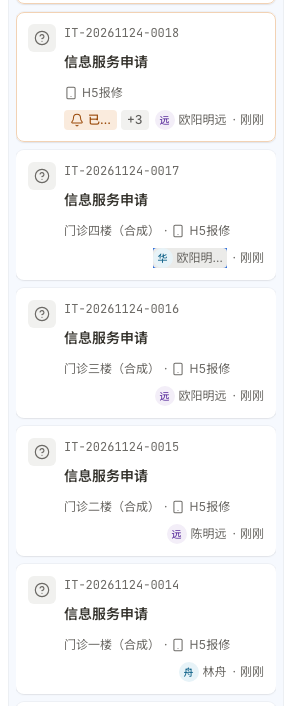 IT-20261124-0018
信息服务申请
H5报修
已... +3 远 欧阳明远 · 刚刚
IT-20261124-0017
信息服务申请
门诊四楼（合成） · H5报修
华 欧阳明... · 刚刚
IT-20261124-0016
信息服务申请
门诊三楼（合成） · H5报修
远 欧阳明远 · 刚刚
IT-20261124-0015
信息服务申请
门诊二楼（合成） · H5报修
远 陈明远 · 刚刚
IT-20261124-0014
信息服务申请
门诊一楼（合成） · H5报修
舟 林舟 · 刚刚